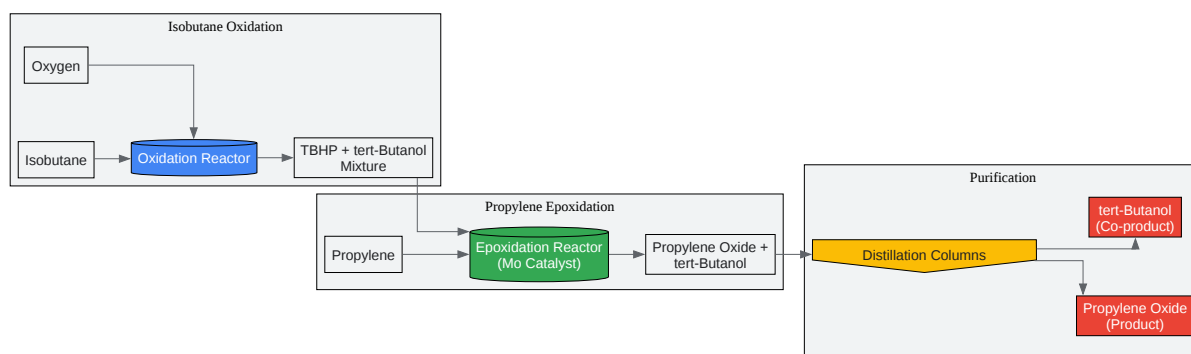 Isobutane Oxidation
Oxygen
Isobutane
Oxidation Reactor
TBHP + tert-Butanol
Mixture
Propylene Epoxidation
Propylene
Epoxidation Reactor
(Mo Catalyst)
Propylene Oxide +
tert-Butanol
Purification
Distillation Columns
tert-Butanol
(Co-product)
Propylene Oxide
(Product)